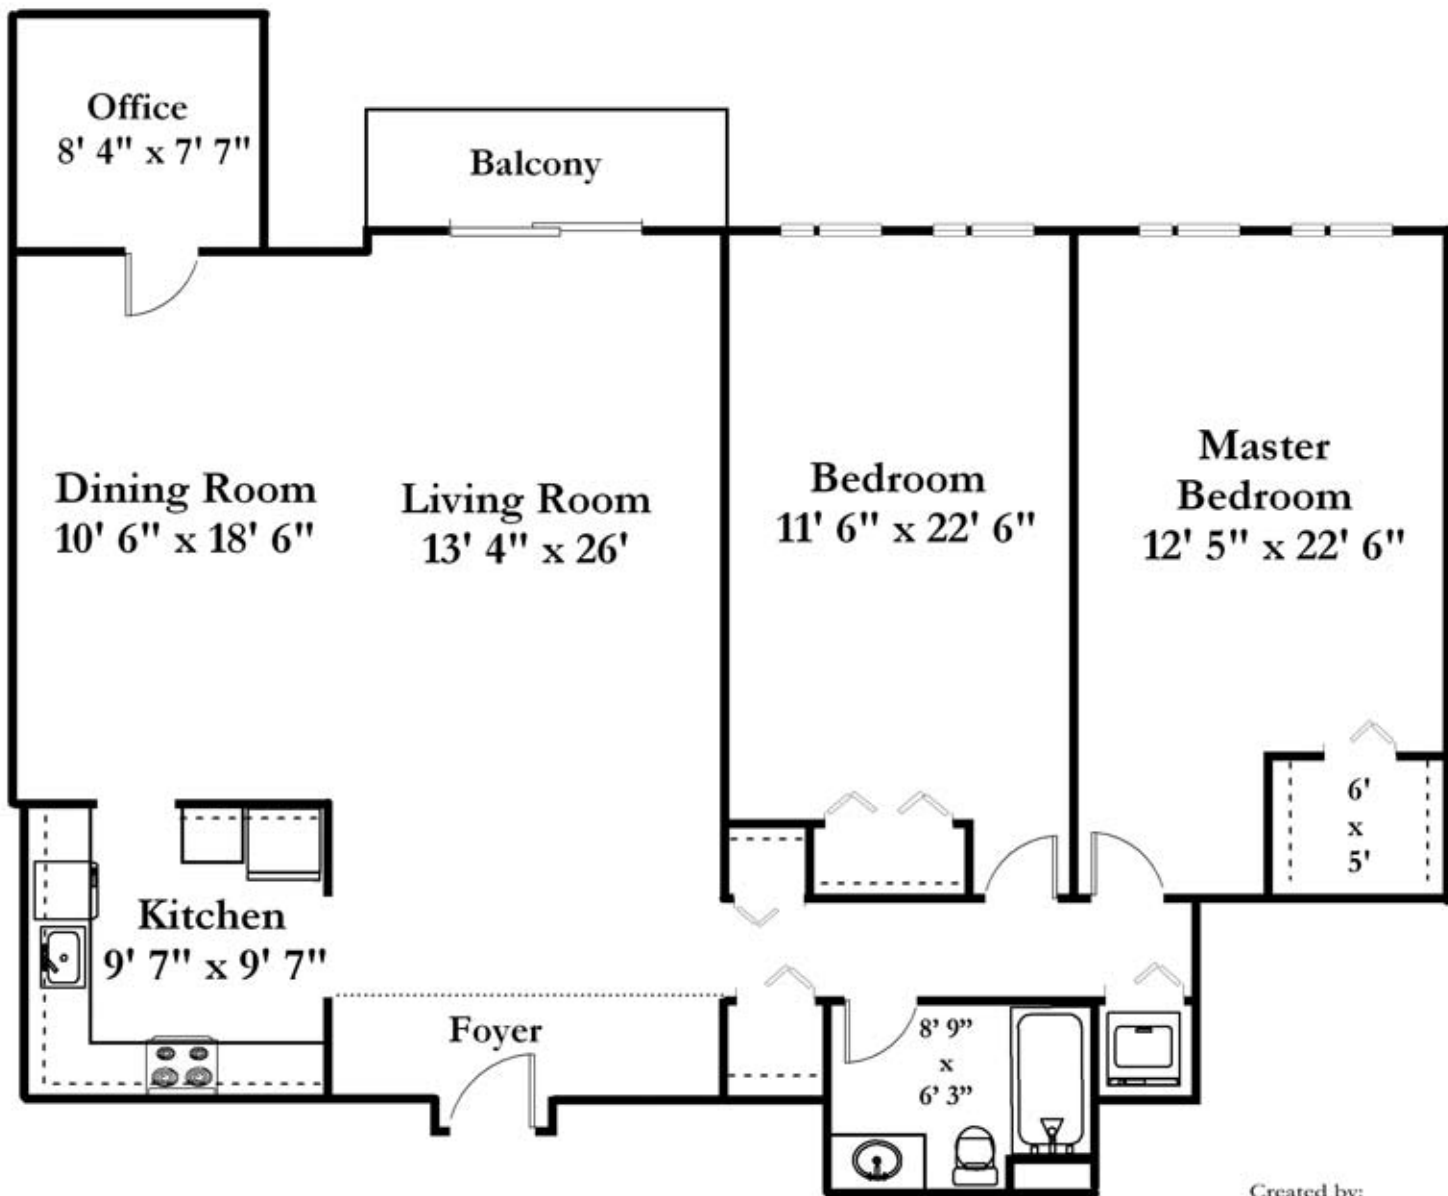 Office
8' 4" x 7' 7"
Balcony
Dining Room
10' 6" x 18' 6"
Living Room
13' 4" x 26'
Bedroom
11' 6" x 22' 6"
Master
Bedroom
12' 5" x 22' 6"
6'
x
5'
Kitchen
9' 7" x 9' 7"
Foyer
8' 9”
x
6' 3”
Created by: